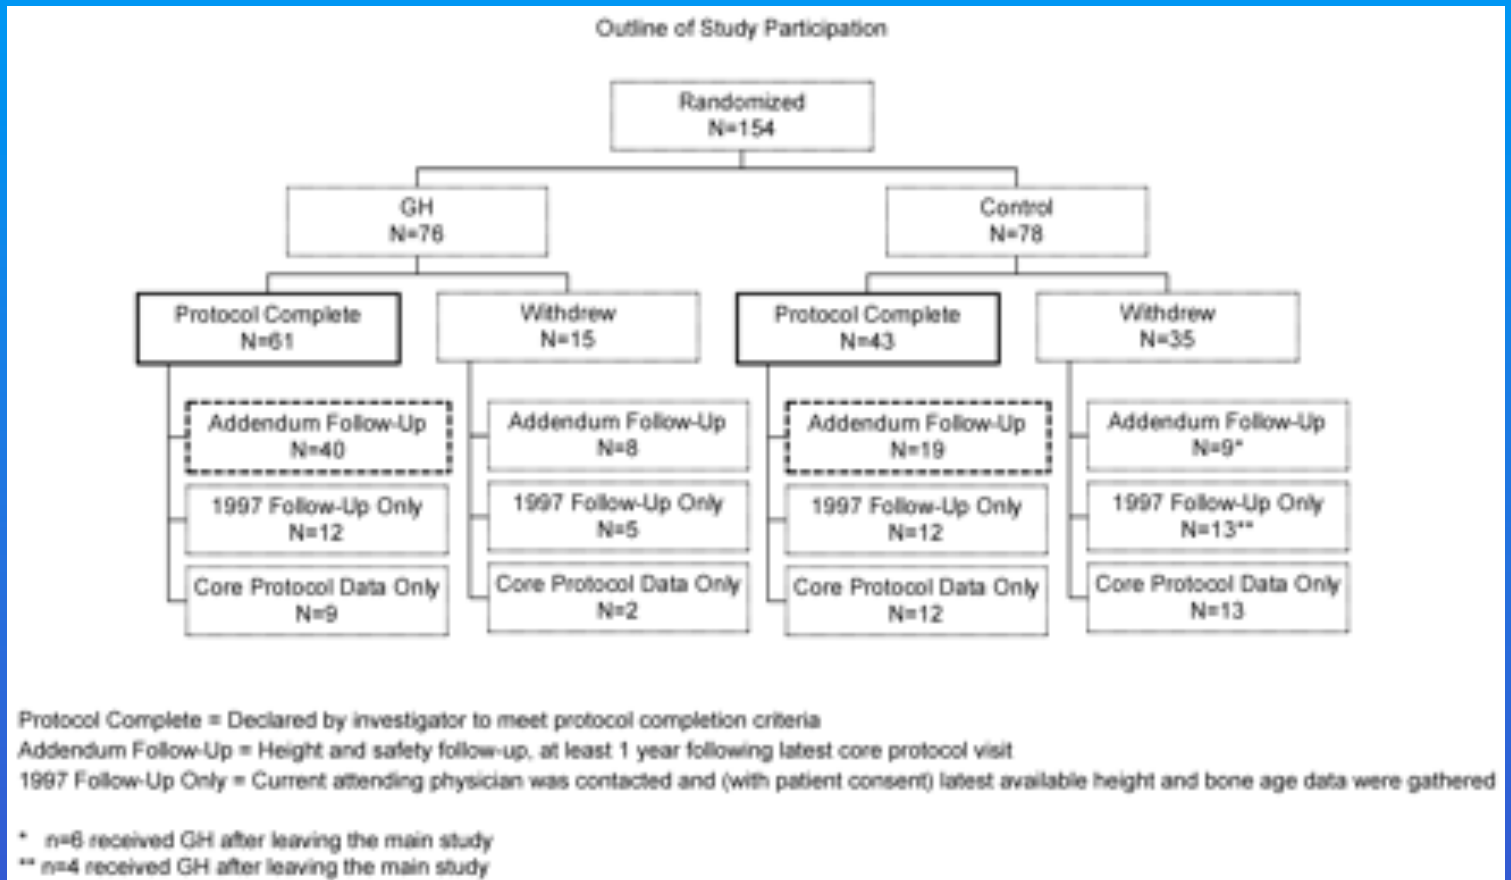 Outline of Study Participation
Randomized
N=154
GH
N=76
Control
N=78
Protocol Complete
N=61
Withdrew
N=15
Protocol Complete
N=43
Withdrew
N=35
Addendum Follow-Up
N=40
1997 Follow-Up Only
N=12
Core Protocol Data Only
N=9
Addendum Follow-Up
N=8
1997 Follow-Up Only
N=5
Core Protocol Data Only
N=2
Addendum Follow-Up
N=19
1997 Follow-Up Only
N=12
Core Protocol Data Only
N=12
Addendum Follow-Up
N=9*
1997 Follow-Up Only
N=13**
Core Protocol Data Only
N=13
Protocol Complete = Declared by investigator to meet protocol completion criteria
Addendum Follow-Up = Height and safety follow-up, at least 1 year following latest core protocol visit
1997 Follow-Up Only = Current attending physician was contacted and (with patient consent) latest available height and bone age data were gathered
* n=6 received GH after leaving the main study
** n=4 received GH after leaving the main study